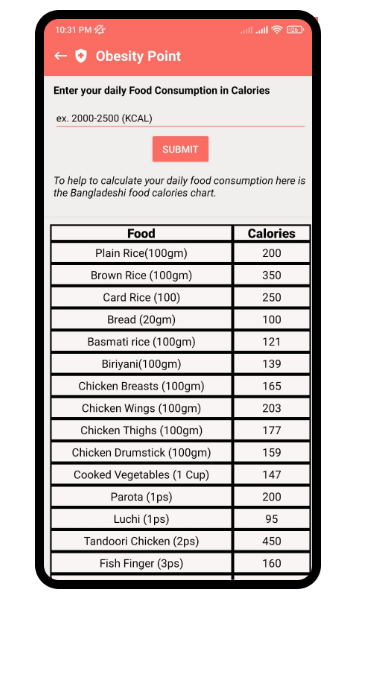 10:31 PM
Obesity Point
Enter your daily Food Consumption in Calories
ex. 2000-2500 (KCAL)
SUBMIT
To help to calculate your daily food consumption here is
the Bangladeshi food calories chart.
Food Calories
Plain Rice(100gm) 200
Brown Rice (100gm) 350
Card Rice (100) 250
Bread (20gm) 100
Basmati rice (100gm) 121
Biriyani(100gm) 139
Chicken Breasts (100gm) 165
Chicken Wings (100gm) 203
Chicken Thighs (100gm) 177
Chicken Drumstick (100gm) 159
Cooked Vegetables (1 Cup) 147
Parota (1ps) 200
Luchi (1ps) 95
Tandoori Chicken (2ps) 450
Fish Finger (3ps) 160